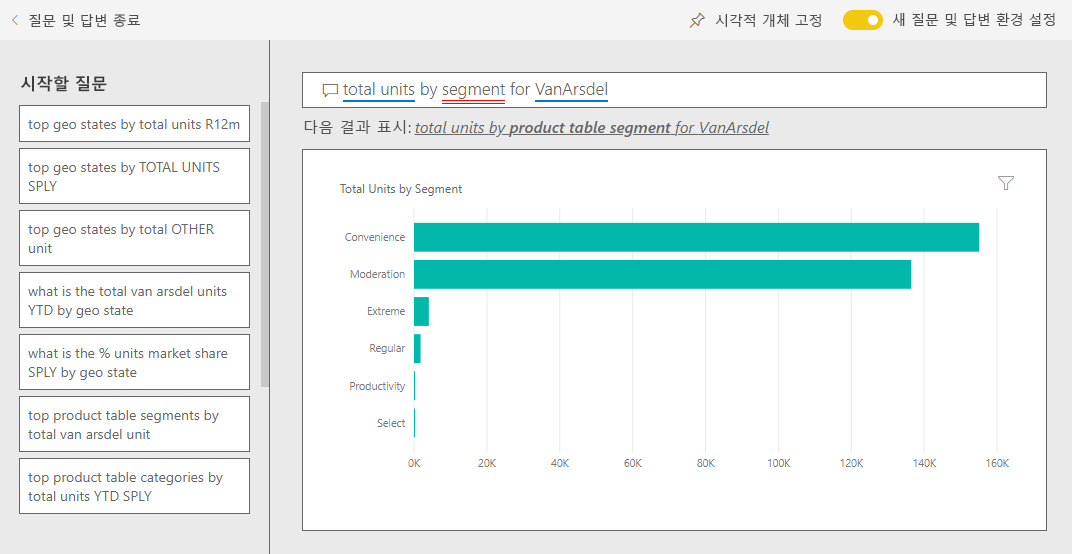 질문 및 답변 종료
시각적 개체 고정
새 질문 및 답변 환경 설정
시작할 질문
top geo states by total units R12m
top geo states by TOTAL UNITS
SPLY
top geo states by total OTHER
unit
what is the total van arsdel units
YTD by geo state
what is the % units market share
SPLY by geo state
top product table segments by
total van arsdel unit
top product table categories by
total units YTD SPLY
total units by segment for VanArsdel
다음 결과 표시: total units by product table segment for VanArsdel
Total Units by Segment
Convenience
Moderation
Extreme
Regular
Productivity
Select
0K 20K 40K 60K 80K 100K 120K 140K 160K